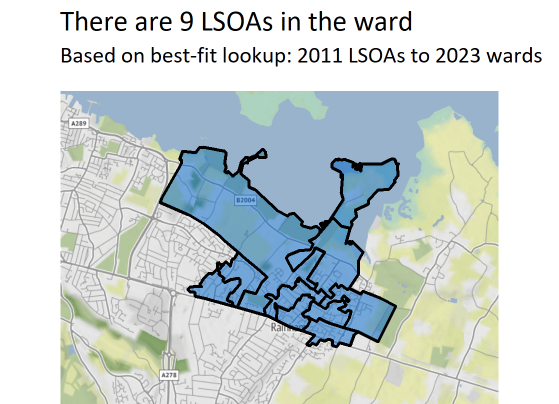 There are 9 LSOAs in the ward
Based on best-fit lookup: 2011 LSOAs to 2023 wards
A289
B2004
A278